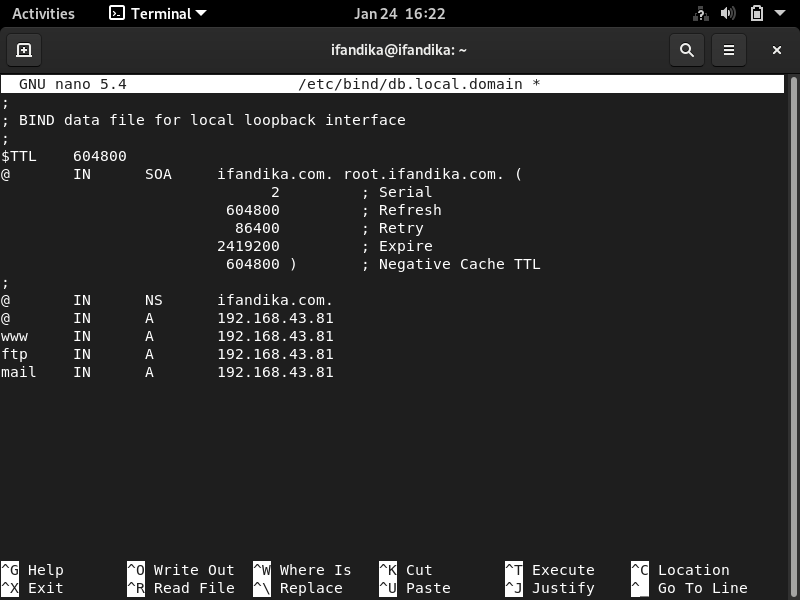 Activities Terminal Jan 24 16:22
ifandika@ifandika: ~
GNU nano 5.4 /etc/bind/db.local.domain *
;
; BIND data file for local loopback interface
;
$TTL 604800
@ IN SOA ifandika.com. root.ifandika.com. (
2 ; Serial
604800 ; Refresh
86400 ; Retry
2419200 ; Expire
604800 ) ; Negative Cache TTL
;
@ IN NS ifandika.com.
@ IN A 192.168.43.81
www IN A 192.168.43.81
ftp IN A 192.168.43.81
mail IN A 192.168.43.81
^G Help ^O Write Out ^W Where Is ^K Cut ^T Execute ^C Location
^X Exit ^R Read File ^\ Replace ^U Paste ^J Justify ^_ Go To Line